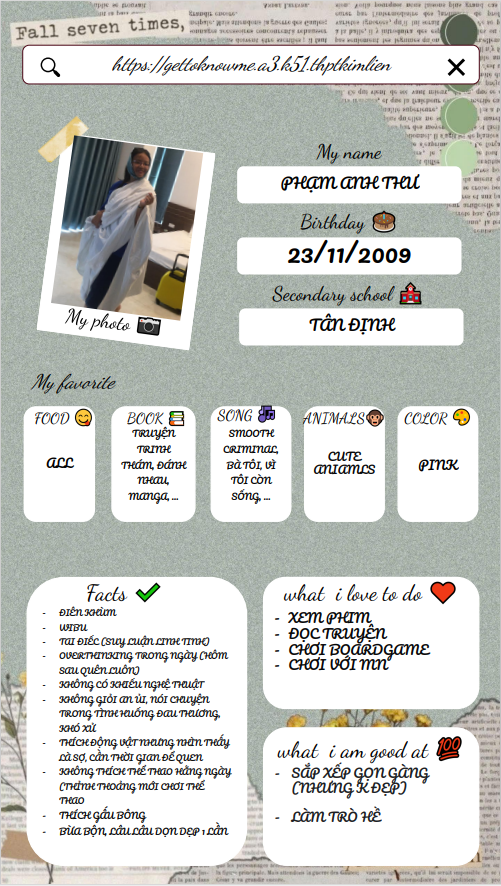 Fall seven times,
https://gettoknowme.a3.k51.thptkimlien
My name
PHẠM ANH THƯ
Birthday
23/11/2009
Secondary school
TÂN ĐỊNH
My photo
My favorite
FOOD
ALL
BOOK
TRUYỆN
TRINH
THÁM, ĐÁNH
NHAU,
MANGA, ...
SONG
SMOOTH
CRIMINAL,
BÀ TÔI, VÌ
TÔI CÒN
SỐNG, ...
ANIMALS
CUTE
ANIAMLS
COLOR
PINK
Facts
- ĐIÊN KHÙM
- WIBU
- TAI ĐIẾC (SUY LUẬN LINH TINH)
- OVERTHINKING TRONG NGÀY (HÔM
SAU QUÊN LUÔN)
- KHÔNG CÓ KHIẾU NGHỆ THUẬT
- KHÔNG GIỎI AN ỦI, NÓI CHUYỆN
TRONG TÌNH HUỐNG ĐAU THƯƠNG,
KHÓ XỬ
- THÍCH ĐỘNG VẬT NHƯNG NHÌN THẤY
LÀ SỢ, CẦN THỜI GIAN ĐỂ QUEN
- KHÔNG THÍCH THỂ THAO HẰNG NGÀY
(THỈNH THOẢNG MỚI CHƠI THỂ
THAO
- THÍCH GẤU BÔNG
- BỪA BỘN, LÂU LÂU DỌN DẸP 1 LẦN
what i love to do
- XEM PHIM
- ĐỌC TRUYỆN
- CHƠI BOARDGAME
- CHƠI VỚI MN
what i am good at
- SẮP XẾP GỌN GÀNG
(NHƯNG K ĐẸP)
- LÀM TRÒ HỀ